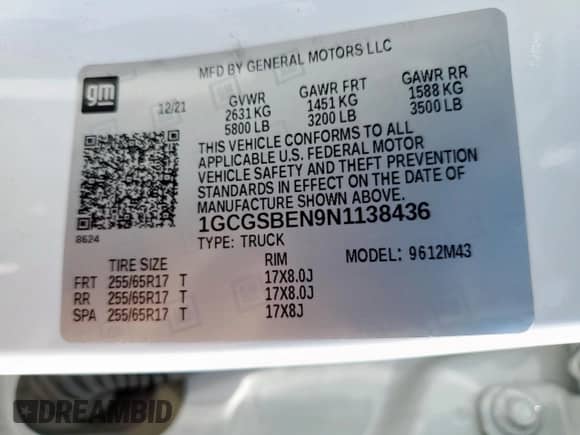 MFD BY GENERAL MOTORS LLC
gm
12/21
GVWR GAWR FRT GAWR RR
2631 KG 1451 KG 1588 KG
5800 LB 3200 LB 3500 LB
THIS VEHICLE CONFORMS TO ALL
APPLICABLE U.S. FEDERAL MOTOR
VEHICLE SAFETY AND THEFT PREVENTION
STANDARDS IN EFFECT ON THE DATE OF
MANUFACTURE SHOWN ABOVE.
8624
1GCGSBEN9N1138436
TYPE: TRUCK MODEL: 9612M43
TIRE SIZE RIM
FRT 255/65R17 T 17X8.0J
RR 255/65R17 T 17X8.0J
SPA 255/65R17 T 17X8J
DREAMBID